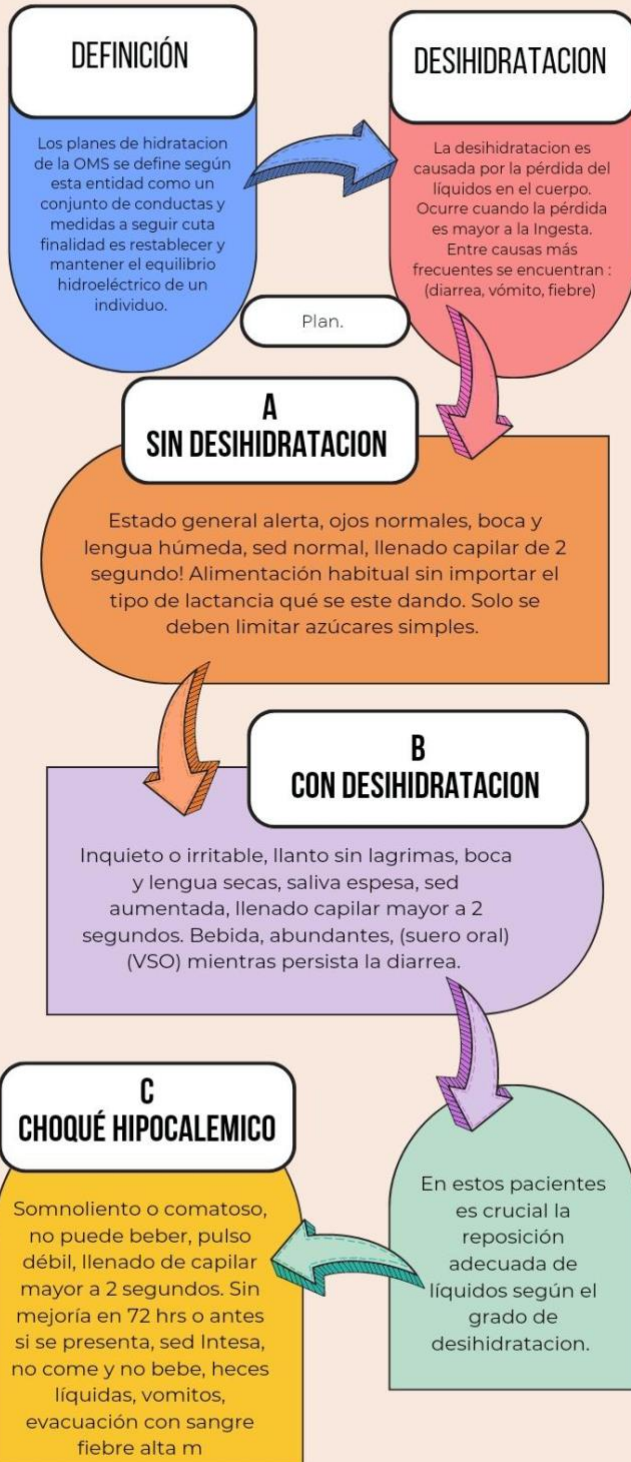 DEFINICIÓN
Los planes de hidratacion
de la OMS se define según
esta entidad como un
conjunto de conductas y
medidas a seguir cuta
finalidad es restablecer y
mantener el equilibrio
hidroeléctrico de un
individuo.
DESIHIDRATACION
La desihidratacion es
causada por la pérdida del
líquidos en el cuerpo.
Ocurre cuando la pérdida
es mayor a la Ingesta.
Entre causas más
frecuentes se encuentran :
(diarrea, vómito, fiebre)
Plan.
A
SIN DESIHIDRATACION
Estado general alerta, ojos normales, boca y
lengua húmeda, sed normal, llenado capilar de 2
segundo! Alimentación habitual sin importar el
tipo de lactancia qué se este dando. Solo se
deben limitar azúcares simples.
B
CON DESIHIDRATACION
Inquieto o irritable, llanto sin lagrimas, boca
y lengua secas, saliva espesa, sed
aumentada, llenado capilar mayor a 2
segundos. Bebida, abundantes, (suero oral)
(VSO) mientras persista la diarrea.
En estos pacientes
es crucial la
reposición
adecuada de
líquidos según el
grado de
desihidratacion.
C
CHOQUÉ HIPOCALEMICO
Somnoliento o comatoso,
no puede beber, pulso
débil, llenado de capilar
mayor a 2 segundos. Sin
mejoría en 72 hrs o antes
si se presenta, sed Intesa,
no come y no bebe, heces
líquidas, vomitos,
evacuación con sangre
fiebre alta m